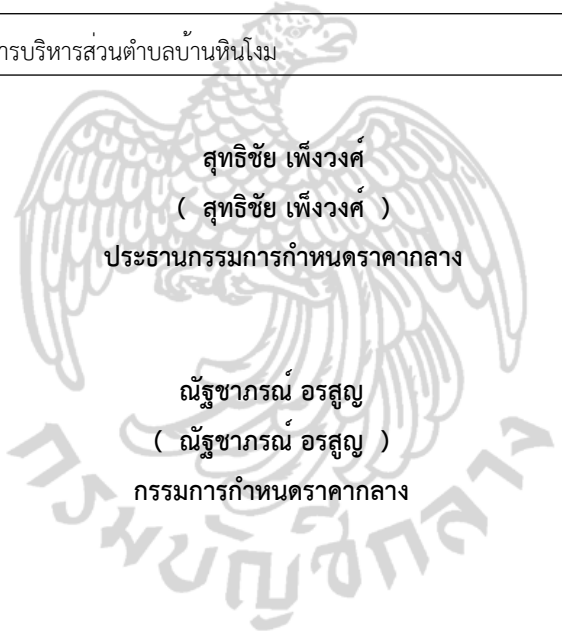 ารบริหารส่วนตำบลบ้านหินโงม
สุทธิชัย เพ็งวงศ์
( สุทธิชัย เพ็งวงศ์ )
ประธานกรรมการกำหนดราคากลาง
ณัฐชาภรณ์ อรสูญ
( ณัฐชาภรณ์ อรสูญ )
กรรมการกำหนดราคากลาง
กรมบัญชีกลาง